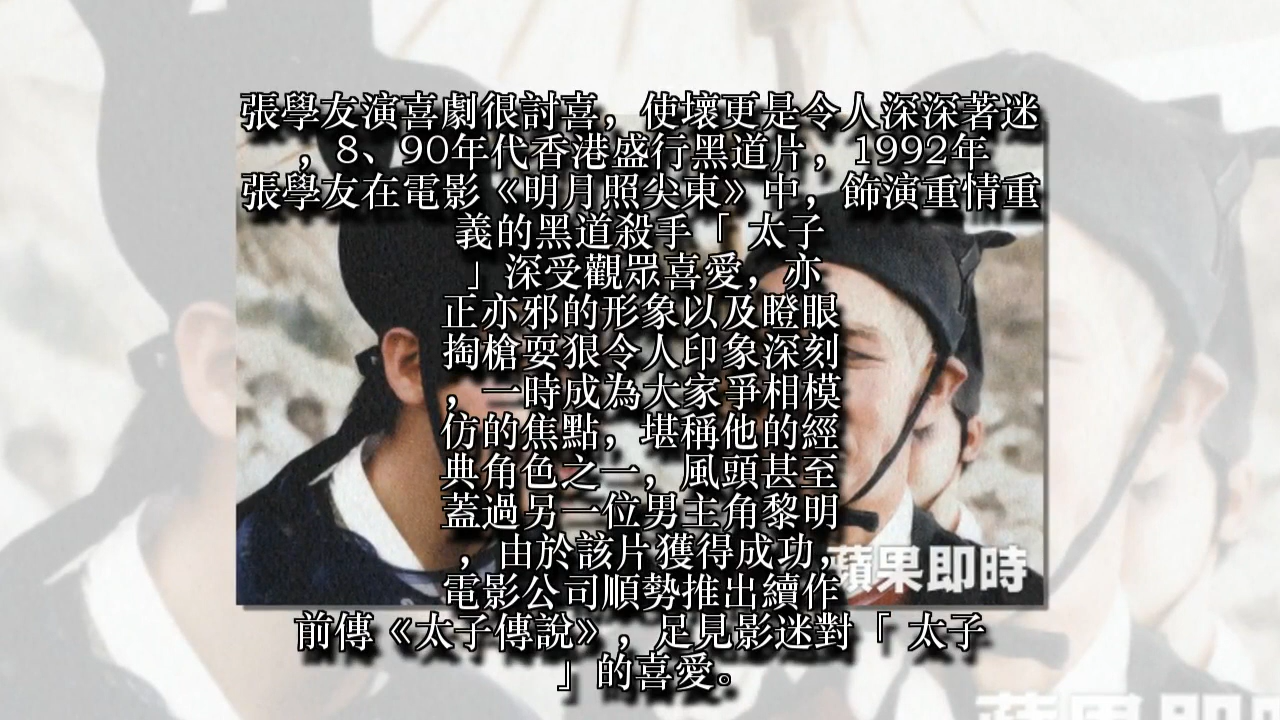 張學友演喜劇很討喜，使壞更是令人深深著迷
，8、90年代香港盛行黑道片，1992年
張學友在電影《明月照尖東》中，飾演重情重
義的黑道殺手「 太子
」深受觀眾喜愛，亦
正亦邪的形象以及瞪眼
掏槍耍狠令人印象深刻
，一時成為大家爭相模
仿的焦點，堪稱他的經
典角色之一，風頭甚至
蓋過另一位男主角黎明
，由於該片獲得成功，
電影公司順勢推出續作
前傳《太子傳說》，足見影迷對「 太子
」的喜愛。
蘋果即時